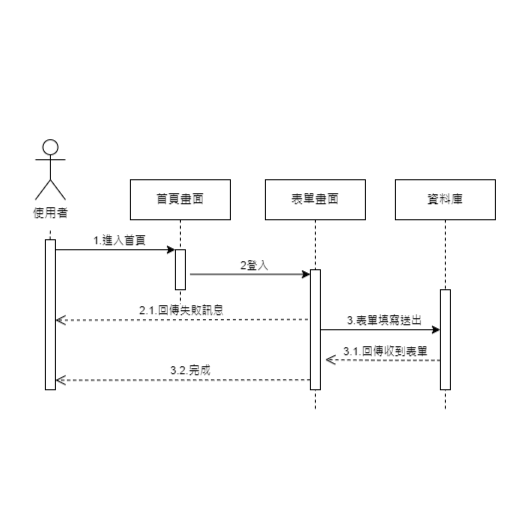 使用者
首頁畫面
表單畫面
資料庫
1.進入首頁
2登入
2.1.回傳失敗訊息
3.表單填寫送出
3.1.回傳收到表單
3.2.完成